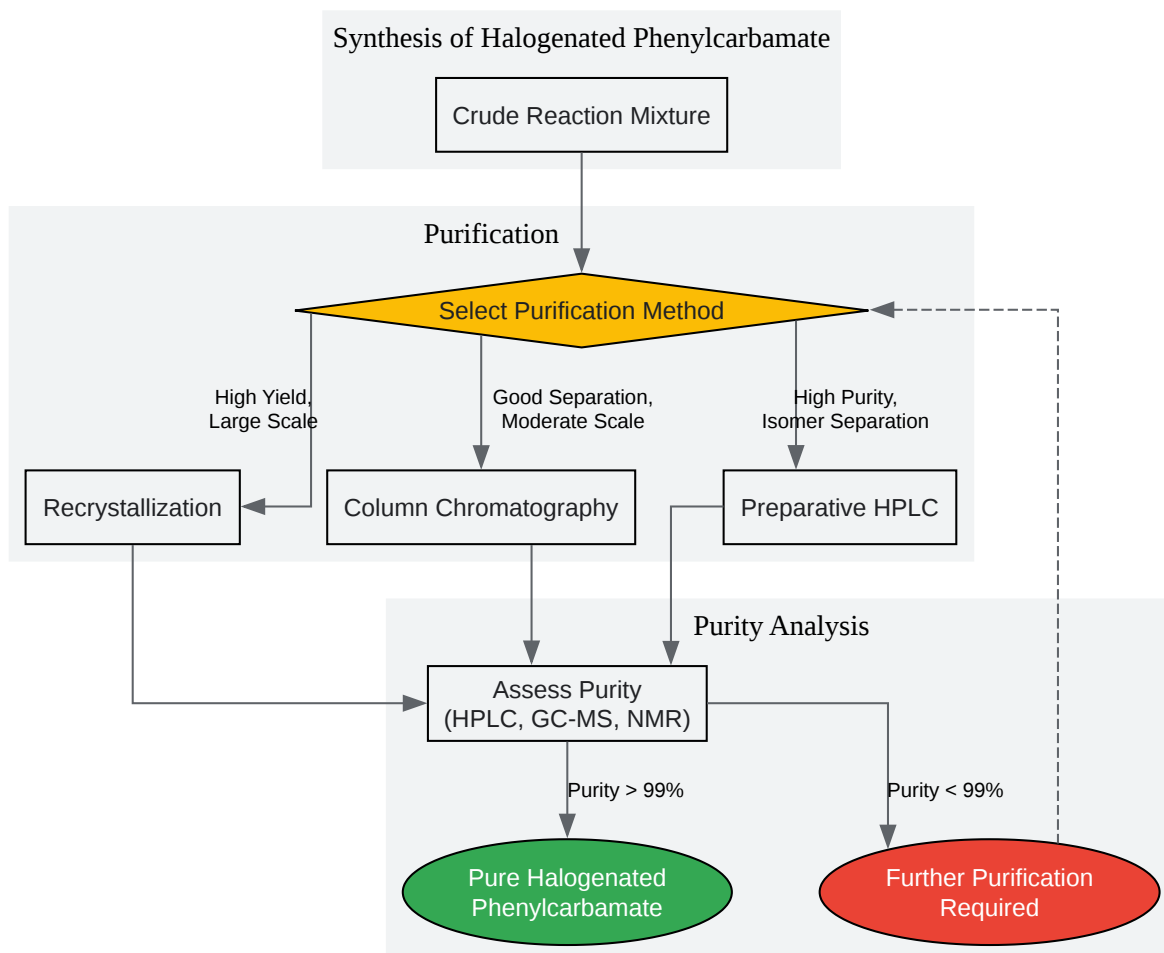 Synthesis of Halogenated Phenylcarbamate
Crude Reaction Mixture
Purification
Select Purification Method
High Yield,
Large Scale
Good Separation,
Moderate Scale
High Purity,
Isomer Separation
Recrystallization
Column Chromatography
Preparative HPLC
Purity Analysis
Assess Purity
(HPLC, GC-MS, NMR)
Purity > 99%
Purity < 99%
Pure Halogenated
Phenylcarbamate
Further Purification
Required